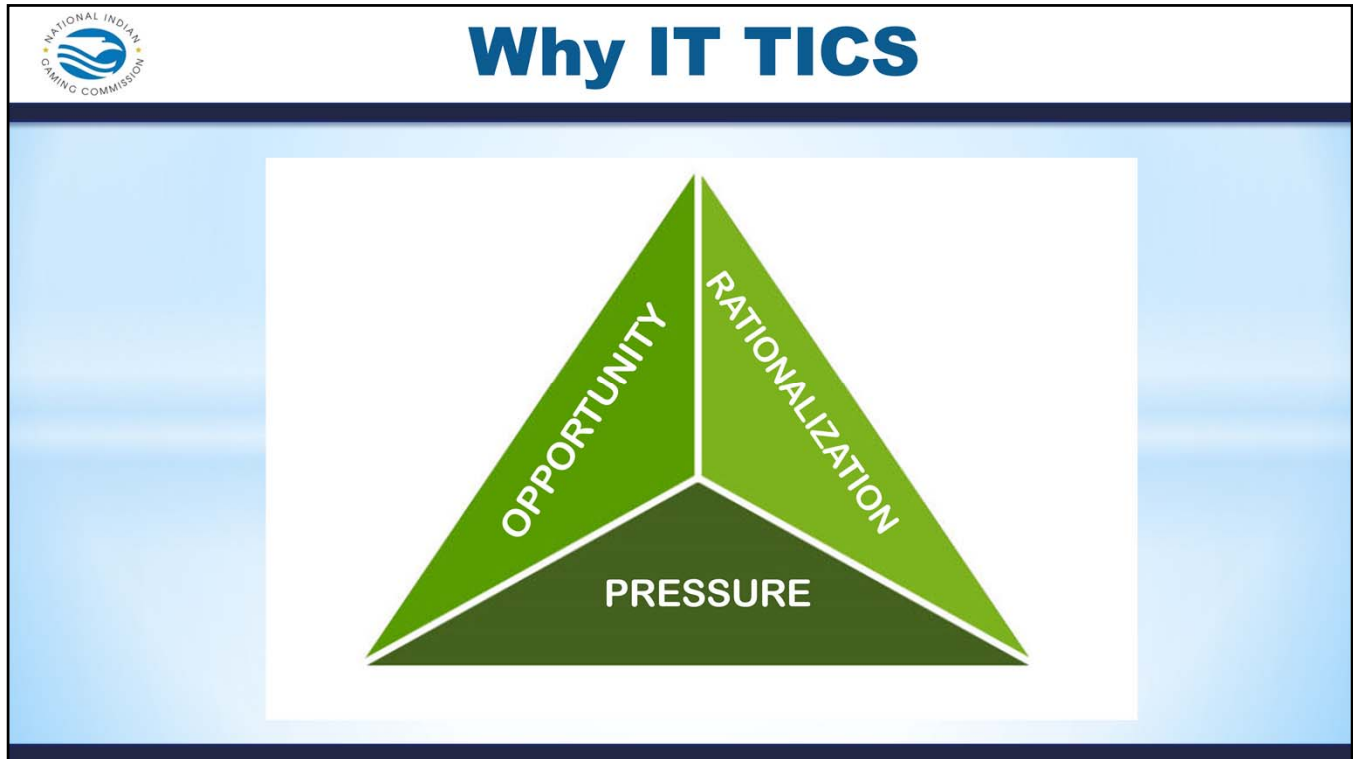 NATIONAL INDIAN
GAMING COMMISSION
Why IT TICS
OPPORTUNITY
RATIONALIZATION
PRESSURE